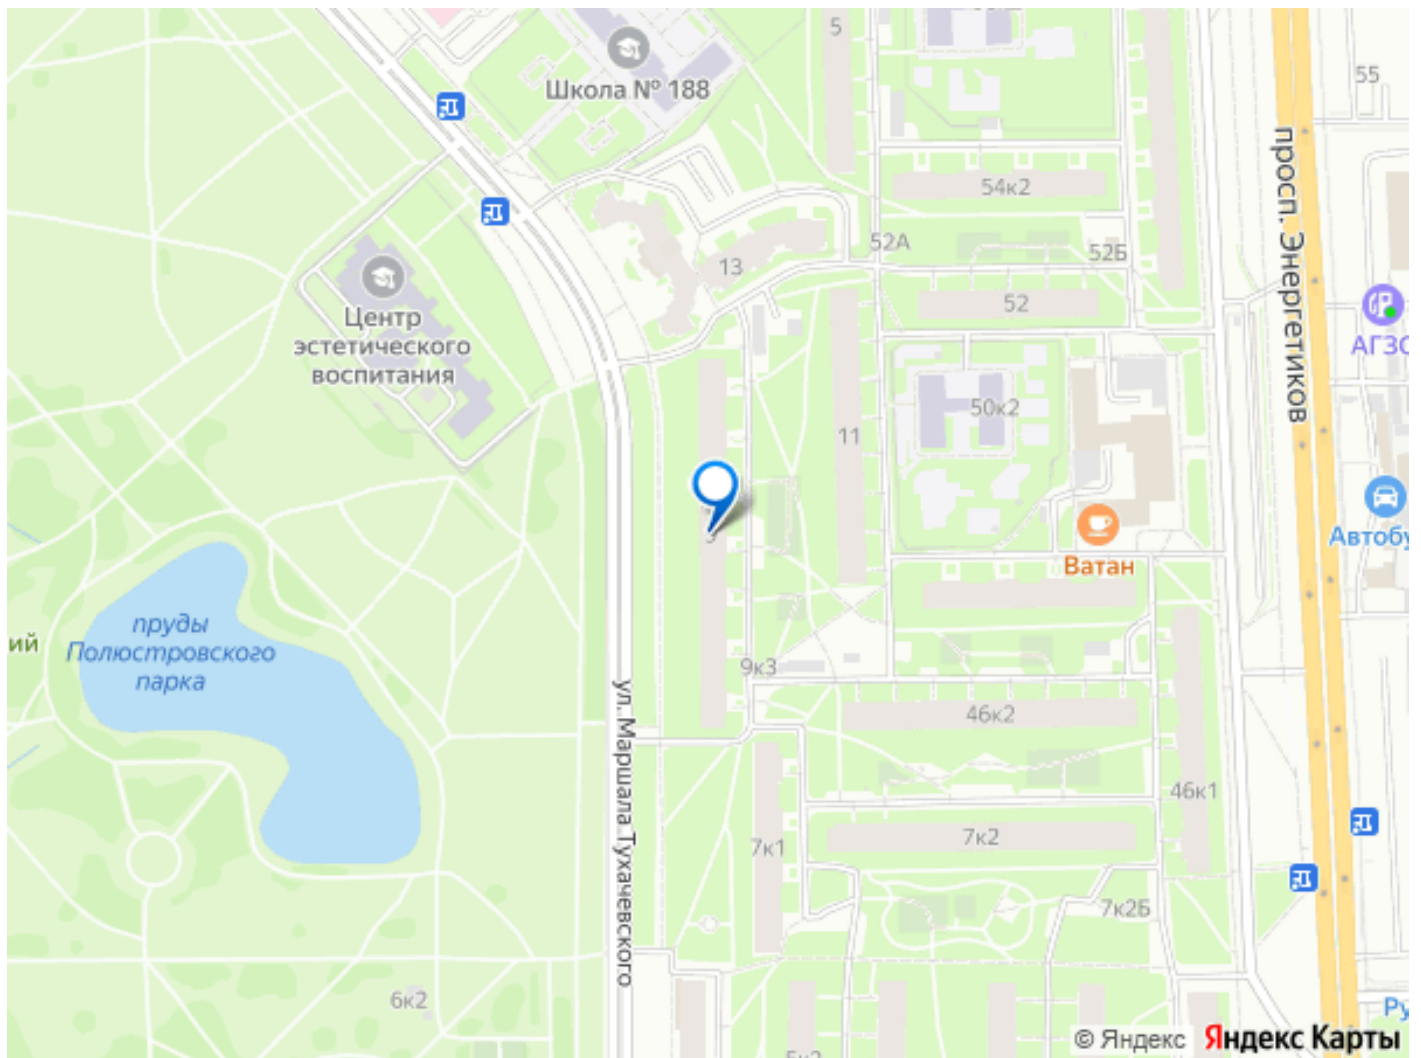 5
55
Школа № 188
просп. Энергетиков
54к2
52А
52Б
13
52
Центр
эстетического
воспитания
АГЗС
50к2
11
Автобу
Ватан
пруды
Полюстровского
парка
ий
9к3
ул. Маршала Тухачевского
46к2
46к1
7к1
7к2
7к2Б
6к2
Ру
© Яндекс Яндекс Карты